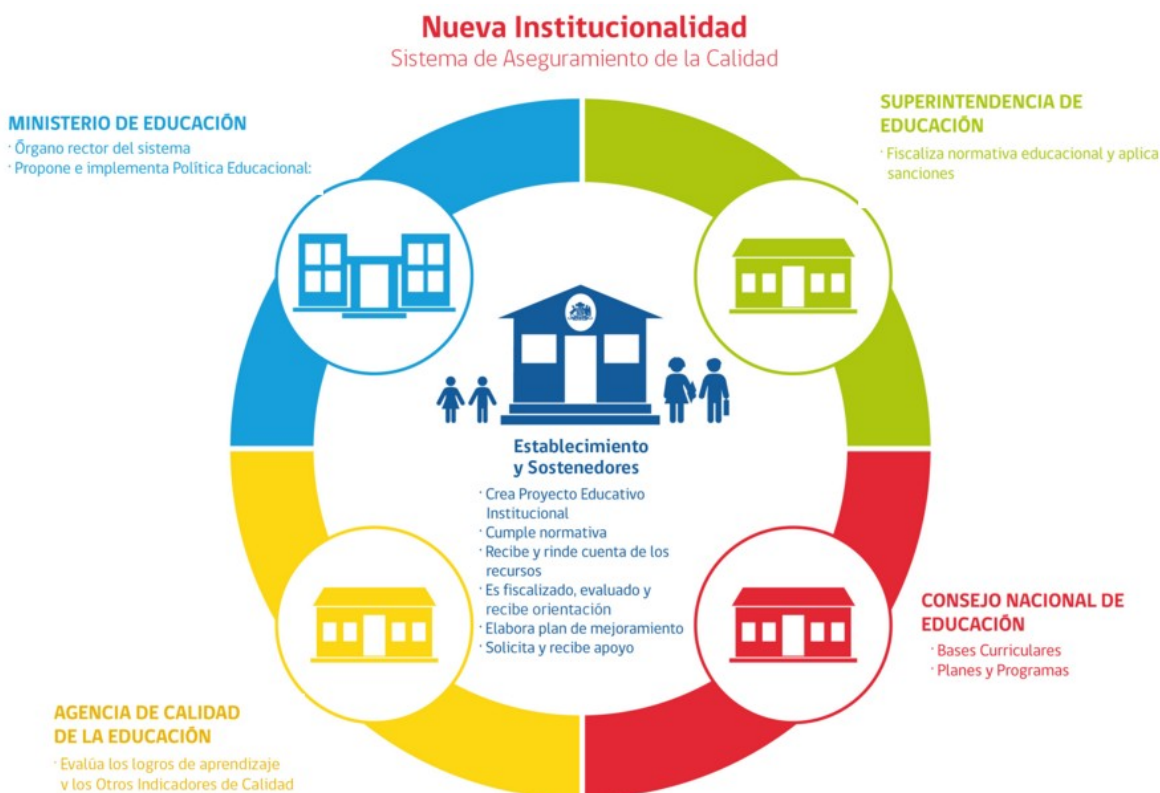 Nueva Institucionalidad
Sistema de Aseguramiento de la Calidad
MINISTERIO DE EDUCACIÓN
· Órgano rector del sistema
· Propone e implementa Política Educacional:
SUPERINTENDENCIA DE
EDUCACIÓN
· Fiscaliza normativa educacional y aplica
sanciones
Establecimiento
y Sostenedores
· Crea Proyecto Educativo
Institucional
· Cumple normativa
· Recibe y rinde cuenta de los
recursos
· Es fiscalizado, evaluado y
recibe orientación
· Elabora plan de mejoramiento
· Solicita y recibe apoyo
CONSEJO NACIONAL DE
EDUCACIÓN
· Bases Curriculares
· Planes y Programas
AGENCIA DE CALIDAD
DE LA EDUCACIÓN
· Evalúa los logros de aprendizaje
y los Otros Indicadores de Calidad